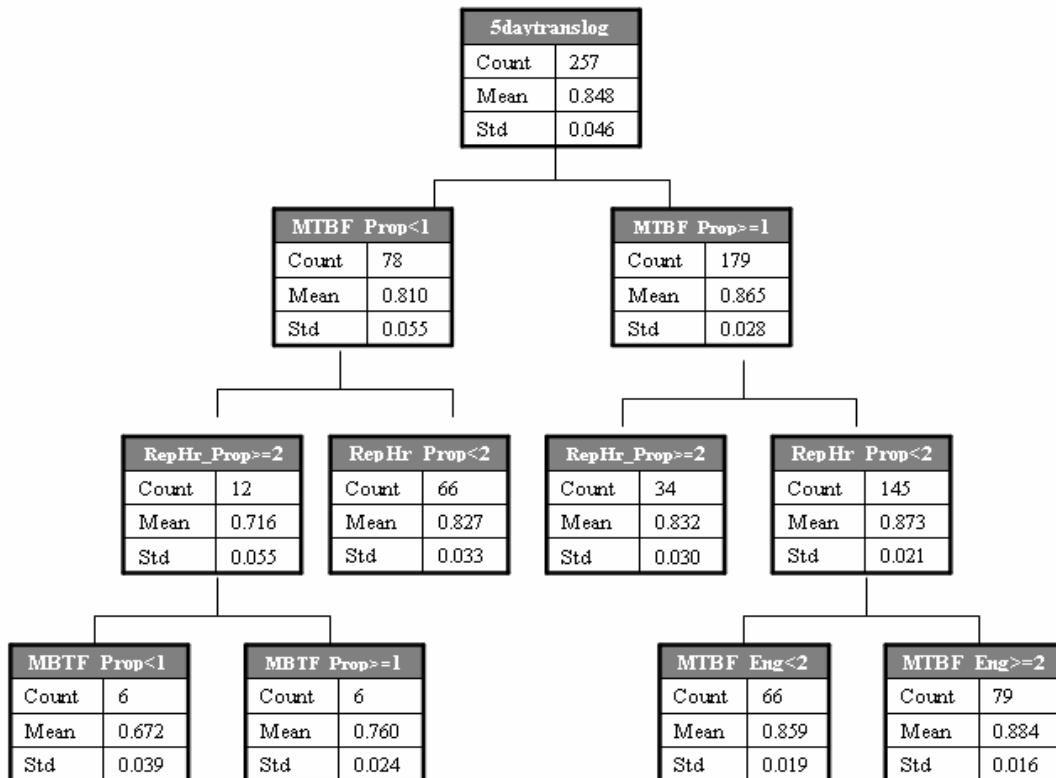 5daytranslog
Count 257
Mean 0.848
Std 0.046
MTBF Prop<1
Count 78
Mean 0.810
Std 0.055
MTBF Prop>=1
Count 179
Mean 0.865
Std 0.028
RepHr_Prop>=2
Count 12
Mean 0.716
Std 0.055
RepHr Prop<2
Count 66
Mean 0.827
Std 0.033
RepHr_Prop>=2
Count 34
Mean 0.832
Std 0.030
RepHr Prop<2
Count 145
Mean 0.873
Std 0.021
MBTF Prop<1
Count 6
Mean 0.672
Std 0.039
MBTF Prop>=1
Count 6
Mean 0.760
Std 0.024
MTBF Eng<2
Count 66
Mean 0.859
Std 0.019
MTBF Eng>=2
Count 79
Mean 0.884
Std 0.016